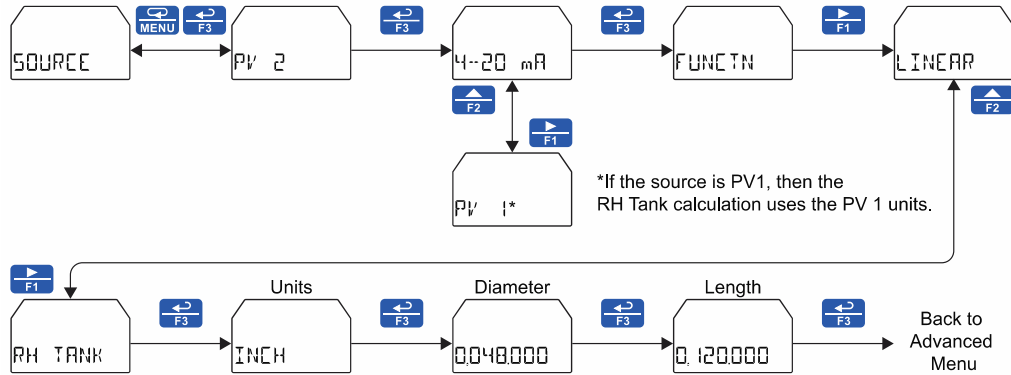 MENU
F3
F3
F3
F1
SOURCE
PV 2
4-20 mA
FUNCTN
LINEAR
F2
F1
F2
PV 1*
*If the source is PV1, then the
RH Tank calculation uses the PV 1 units.
F1
F3
Units
F3
Diameter
F3
Length
F3
RH TANK
INCH
0,048.000
0,120.000
Back to
Advanced
Menu